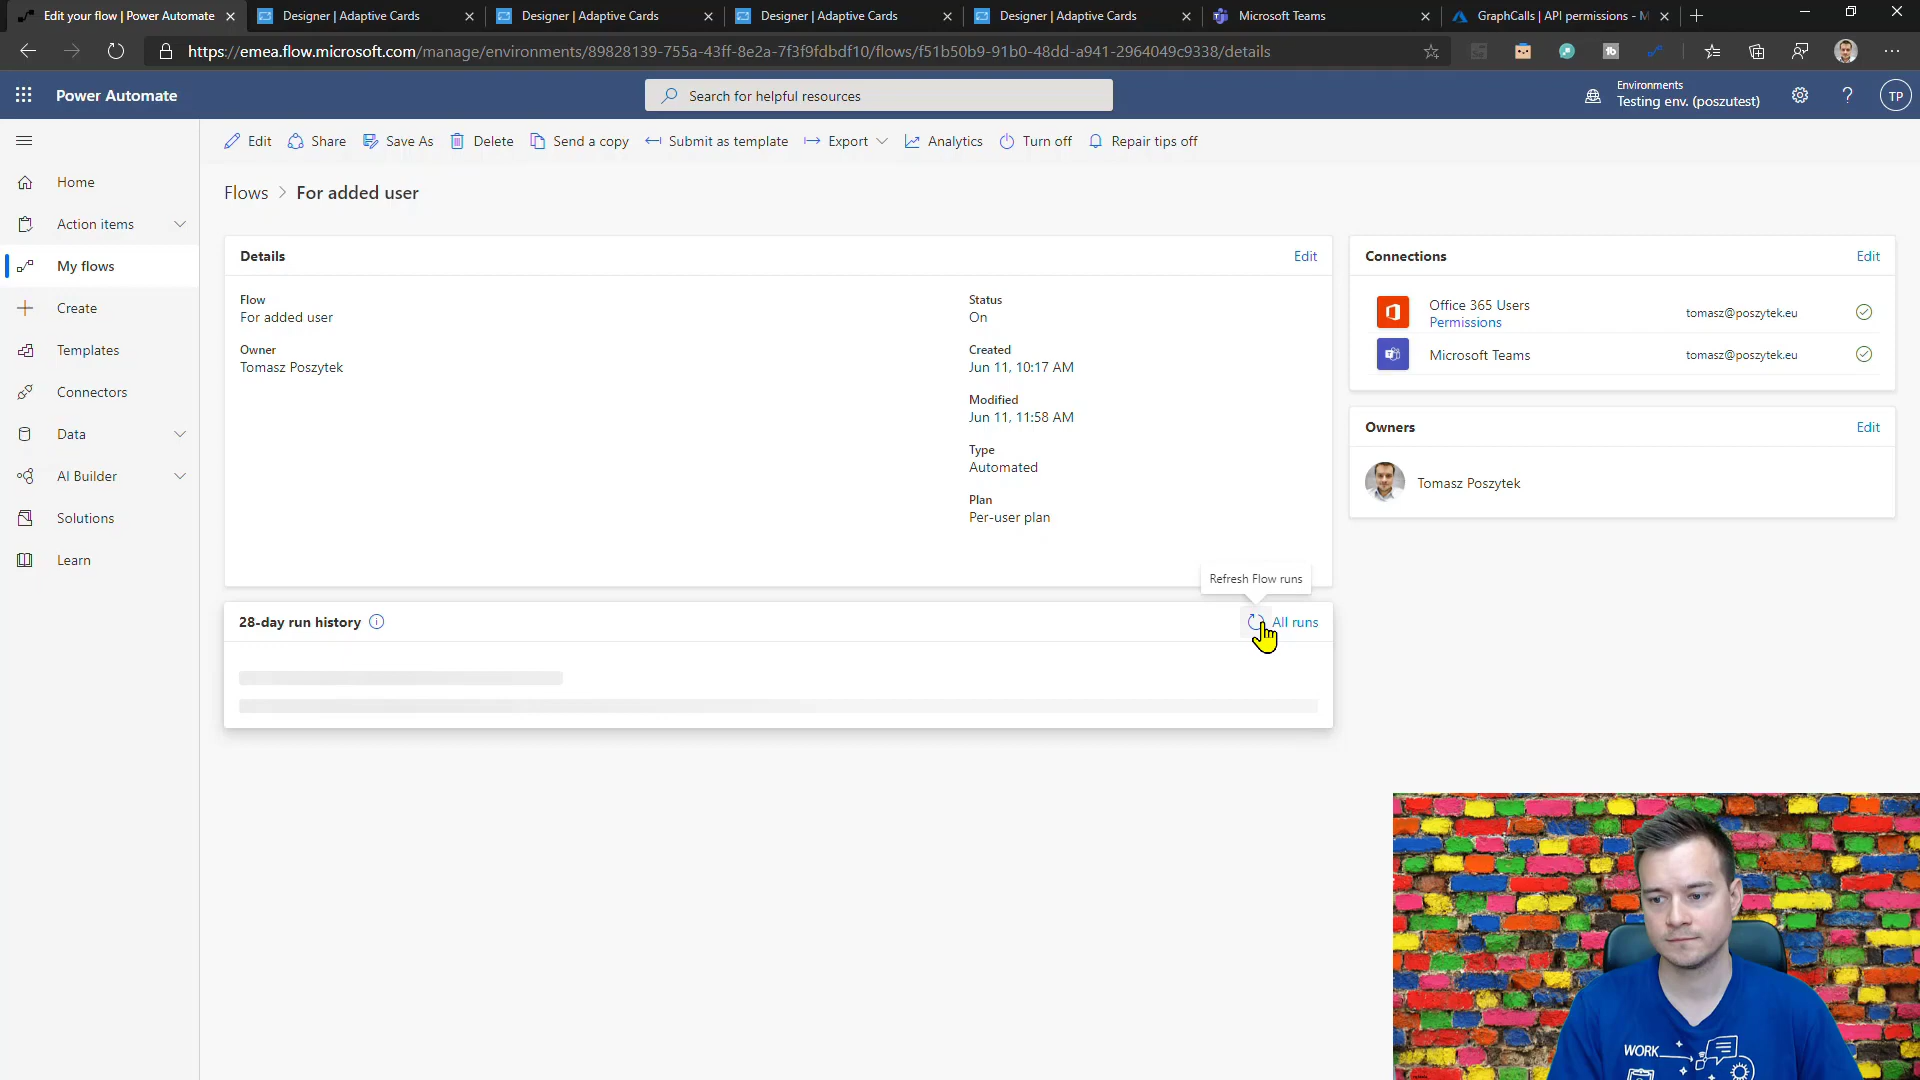 Edit your flow | Power Automate
Designer | Adaptive Cards
Designer | Adaptive Cards
Designer | Adaptive Cards
Designer | Adaptive Cards
Microsoft Teams
GraphCalls | API permissions - M
https://emea.flow.microsoft.com/manage/environments/89828139-755a-43ff-8e2a-7f3f9fdbdf10/flows/f51b50b9-91b0-48dd-a941-2964049c9338/details
Power Automate
Search for helpful resources
Environments
Testing env. (poszutest)
?
TP
Edit
Share
Save As
Delete
Send a copy
Submit as template
Export
Analytics
Turn off
Repair tips off
Home
Action items
My flows
Create
Templates
Connectors
Data
AI Builder
Solutions
Learn
Flows > For added user
Details
Edit
Flow
For added user
Owner
Tomasz Poszytek
Status
On
Created
Jun 11, 10:17 AM
Modified
Jun 11, 11:58 AM
Type
Automated
Plan
Per-user plan
Refresh Flow runs
28-day run history
All runs
Connections
Edit
Office 365 Users
Permissions
tomasz@poszytek.eu
Microsoft Teams
tomasz@poszytek.eu
Owners
Edit
Tomasz Poszytek
WORK